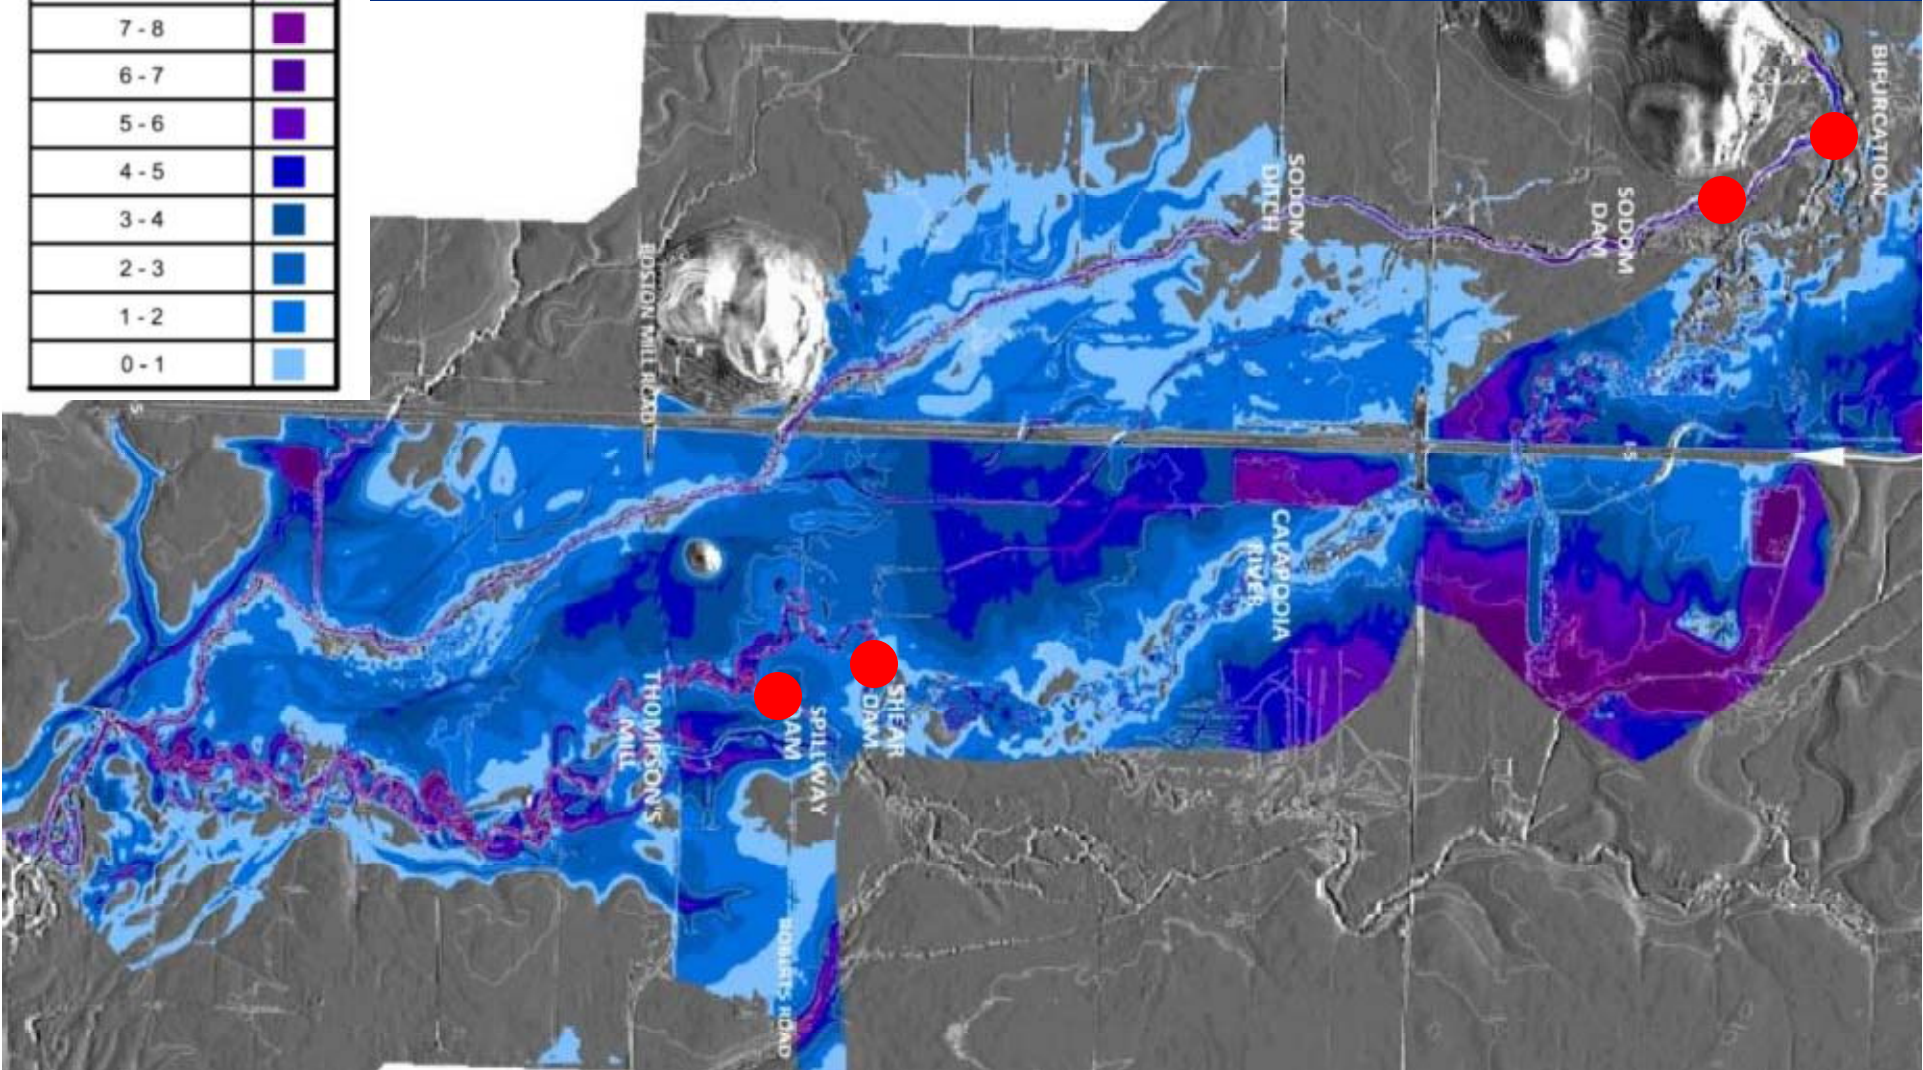 7 - 8
6 - 7
5 - 6
4 - 5
3 - 4
2 - 3
1 - 2
0 - 1
BIFURCATION
SODOM
DAM
SODOM
DITCH
BOSTON MILL ROAD
I-5
CALAPOOIA
RIVER
SHEAR
DAM
SPILLWAY
DAM
THOMPSON'S
MILL
ROBERTS ROAD